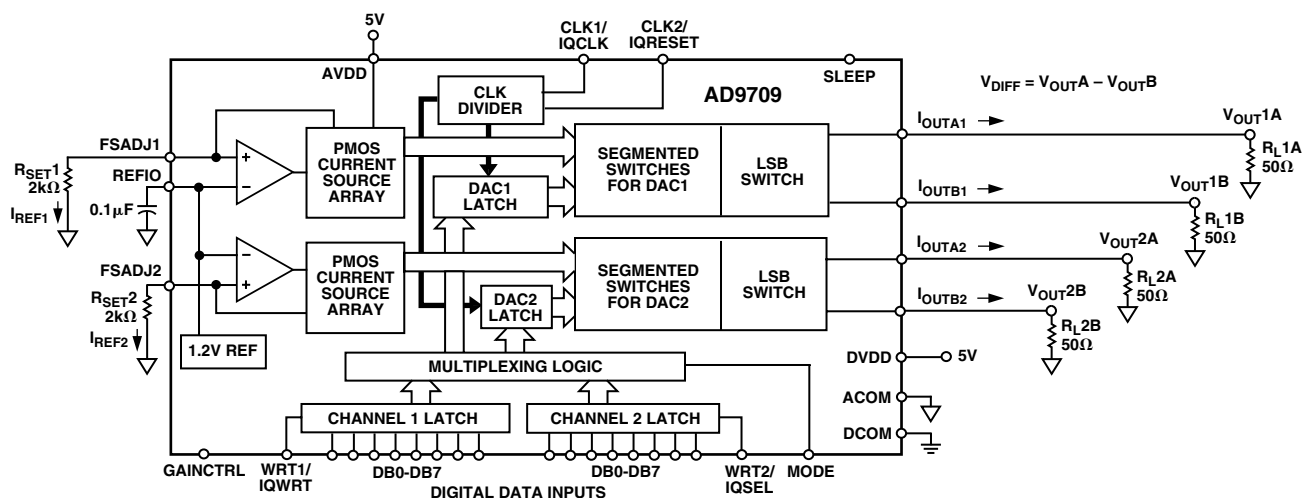 5V
CLK1/
IQCLK
CLK2/
IQRESET
AVDD
SLEEP
CLK
DIVIDER
AD9709
V_DIFF = V_OUTA – V_OUTB
FSADJ1
R_SET1
2kΩ
REFIO
I_REF1
0.1μF
+
–
PMOS
CURRENT
SOURCE
ARRAY
DAC1
LATCH
SEGMENTED
SWITCHES
FOR DAC1
LSB
SWITCH
I_OUTA1
V_OUT1A
R_L1A
50Ω
I_OUTB1
V_OUT1B
R_L1B
50Ω
FSADJ2
R_SET2
2kΩ
I_REF2
–
+
PMOS
CURRENT
SOURCE
ARRAY
DAC2
LATCH
SEGMENTED
SWITCHES
FOR DAC2
LSB
SWITCH
I_OUTA2
V_OUT2A
R_L2A
50Ω
I_OUTB2
V_OUT2B
R_L2B
50Ω
1.2V REF
MULTIPLEXING LOGIC
DVDD
5V
CHANNEL 1 LATCH
CHANNEL 2 LATCH
ACOM
DCOM
GAINCTRL
WRT1/
IQWRT
DB0-DB7
DB0-DB7
WRT2/
IQSEL
MODE
DIGITAL DATA INPUTS